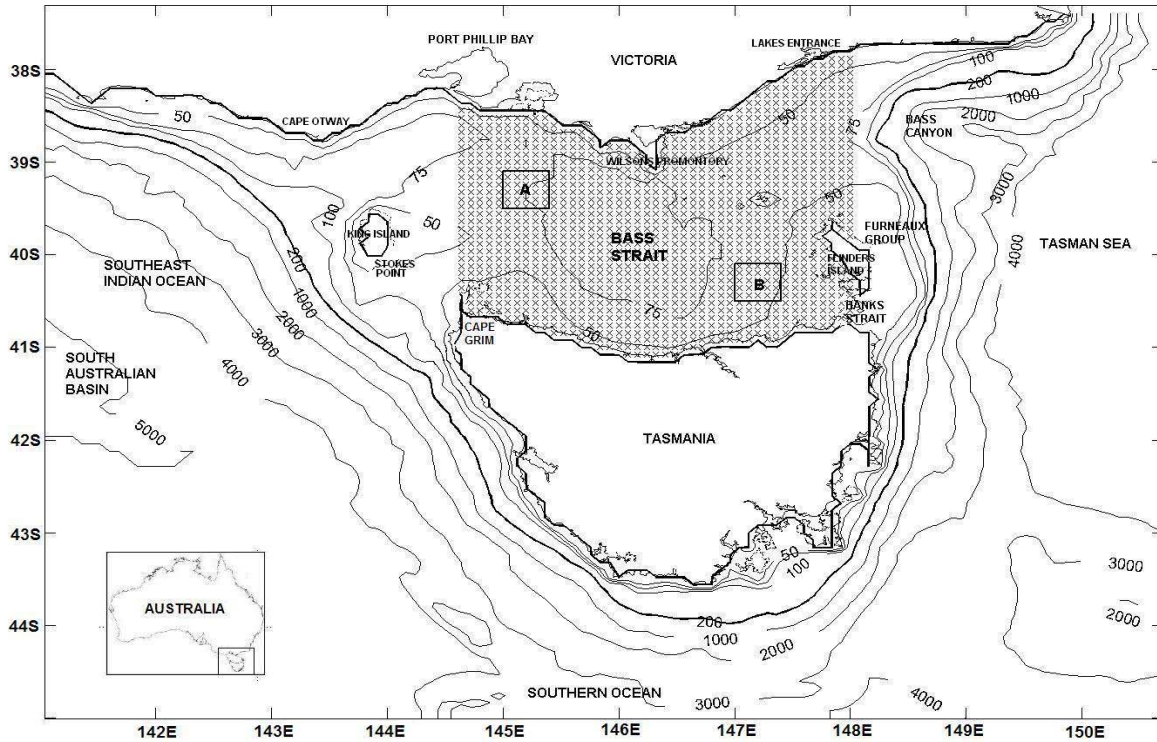 PORT PHILLIP BAY
VICTORIA
LAKES ENTRANCE
38S
100
200
1000
2000
50
CAPE OTWAY
50
75
BASS
CANYON
39S
75
WILSONS PROMONTORY
3000
A
50
50
100
KING ISLAND
50
BASS
STRAIT
FURNEAUX
GROUP
4000
TASMAN SEA
40S
200
STOKES
POINT
FLINDERS
ISLAND
SOUTHEAST
INDIAN OCEAN
B
1000
75
BANKS
STRAIT
2000
50
CAPE
GRIM
3000
41S
SOUTH
AUSTRALIAN
BASIN
4000
5000
42S
TASMANIA
43S
50
100
3000
AUSTRALIA
200
1000
2000
2000
44S
SOUTHERN OCEAN
3000
4000
142E
143E
144E
145E
146E
147E
148E
149E
150E